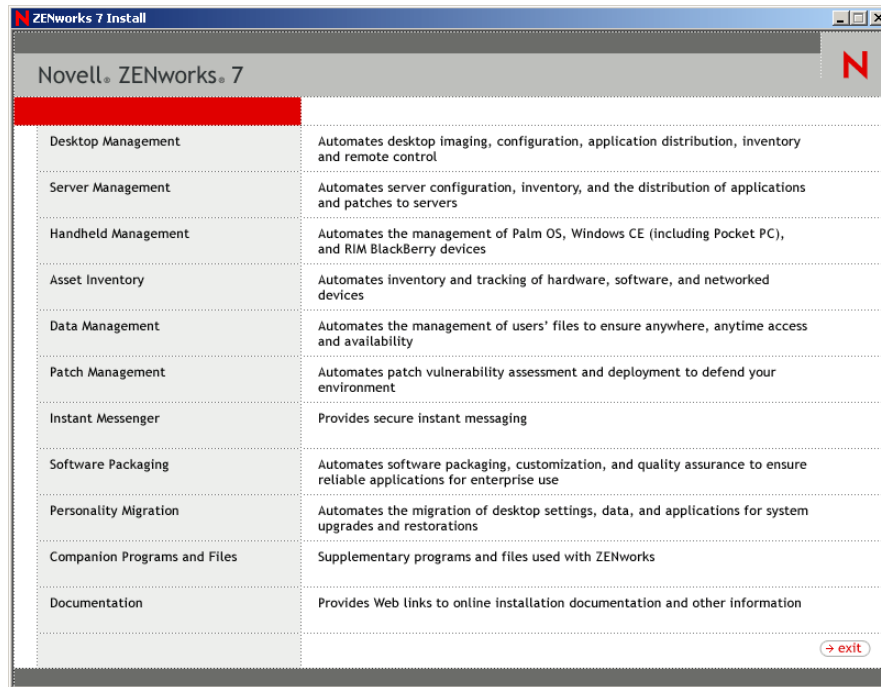 N ZENworks 7 Install
Novell® ZENworks® 7
N
Desktop Management
Automates desktop imaging, configuration, application distribution, inventory
and remote control
Server Management
Automates server configuration, inventory, and the distribution of applications
and patches to servers
Handheld Management
Automates the management of Palm OS, Windows CE (including Pocket PC),
and RIM BlackBerry devices
Asset Inventory
Automates inventory and tracking of hardware, software, and networked
devices
Data Management
Automates the management of users’ files to ensure anywhere, anytime access
and availability
Patch Management
Automates patch vulnerability assessment and deployment to defend your
environment
Instant Messenger
Provides secure instant messaging
Software Packaging
Automates software packaging, customization, and quality assurance to ensure
reliable applications for enterprise use
Personality Migration
Automates the migration of desktop settings, data, and applications for system
upgrades and restorations
Companion Programs and Files
Supplementary programs and files used with ZENworks
Documentation
Provides Web links to online installation documentation and other information
→ exit